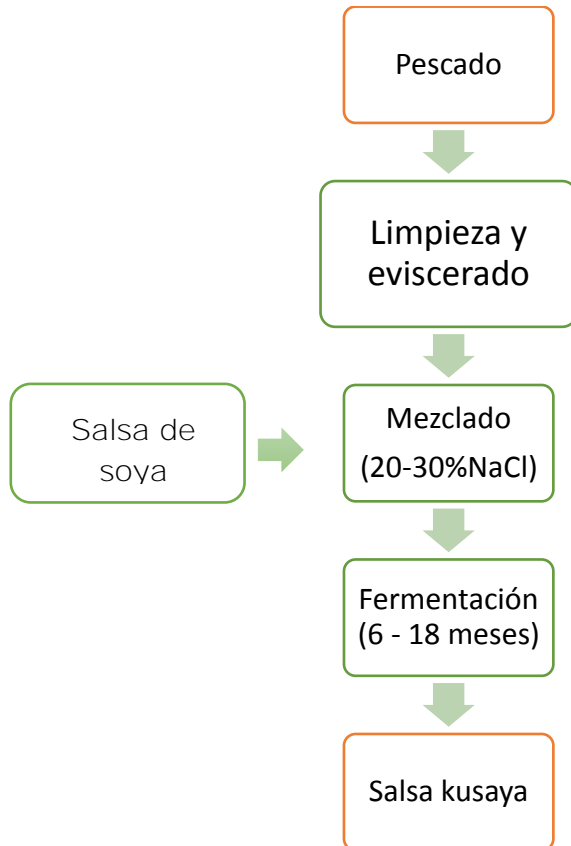 Pescado
Limpieza y
eviscerado
Salsa de
soya
Mezclado
(20-30%NaCl)
Fermentación
(6 - 18 meses)
Salsa kusaya